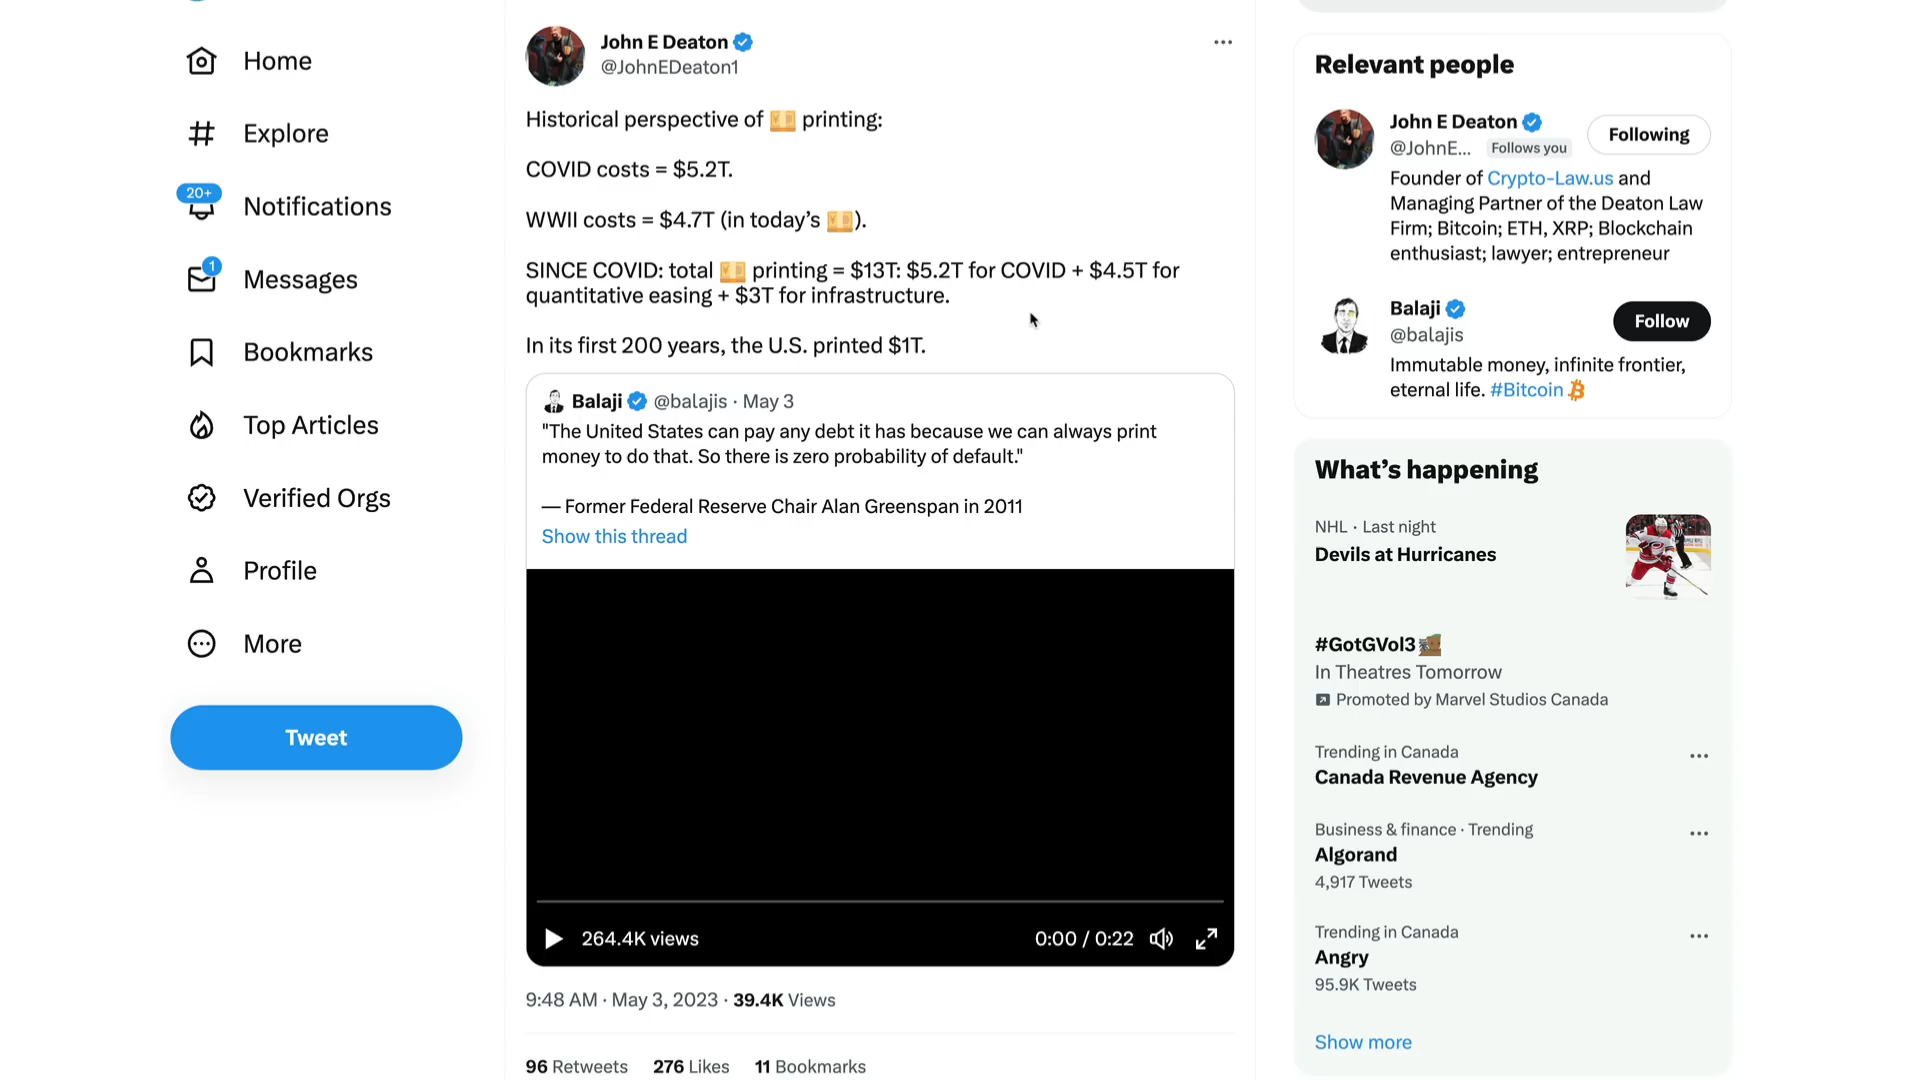 Home
Explore
20+
Notifications
1
Messages
Bookmarks
Top Articles
Verified Orgs
Profile
More
Tweet
John E Deaton
@JohnEDeaton1
Historical perspective of 💴 printing:
COVID costs = $5.2T.
WWII costs = $4.7T (in today’s 💴).
SINCE COVID: total 💴 printing = $13T: $5.2T for COVID + $4.5T for
quantitative easing + $3T for infrastructure.
In its first 200 years, the U.S. printed $1T.
Balaji @balajis · May 3
"The United States can pay any debt it has because we can always print
money to do that. So there is zero probability of default."
— Former Federal Reserve Chair Alan Greenspan in 2011
Show this thread
264.4K views
0:00 / 0:22
9:48 AM · May 3, 2023 · 39.4K Views
96 Retweets 276 Likes 11 Bookmarks
Relevant people
John E Deaton
@JohnE... Follows you
Following
Founder of Crypto-Law.us and
Managing Partner of the Deaton Law
Firm; Bitcoin; ETH, XRP; Blockchain
enthusiast; lawyer; entrepreneur
Balaji
@balajis
Follow
Immutable money, infinite frontier,
eternal life. #Bitcoin
What’s happening
NHL · Last night
Devils at Hurricanes
#GotGVol3
In Theatres Tomorrow
Promoted by Marvel Studios Canada
Trending in Canada
Canada Revenue Agency
Business & finance · Trending
Algorand
4,917 Tweets
Trending in Canada
Angry
95.9K Tweets
Show more